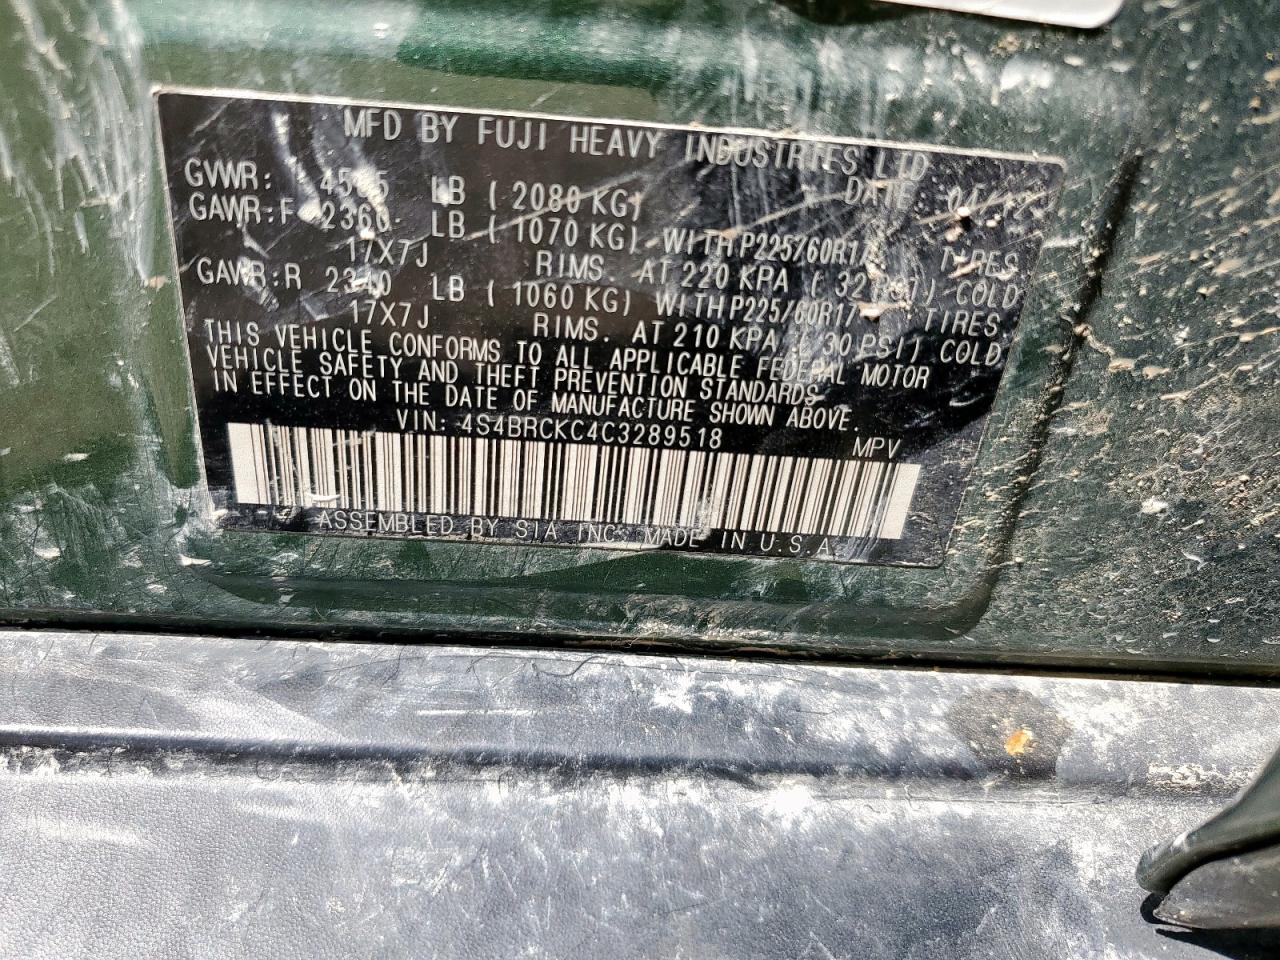 MFD BY FUJI HEAVY INDUSTRIES LTD
DATE: 04/12
GVWR: LB (2080 KG)
GAWR:F 2360 LB (1070 KG) WITH P225/60R17 TIRES
17X7J RIMS. AT 220 KPA (32 PSI) COLD
GAWR:R 2340 LB (1060 KG) WITH P225/60R17 TIRES
17X7J RIMS. AT 210 KPA (30 PSI) COLD
THIS VEHICLE CONFORMS TO ALL APPLICABLE FEDERAL MOTOR
VEHICLE SAFETY AND THEFT PREVENTION STANDARDS
IN EFFECT ON THE DATE OF MANUFACTURE SHOWN ABOVE.
VIN: 4S4BRCKC4C3289518 MPV
ASSEMBLED BY SIA INC. MADE IN U.S.A.